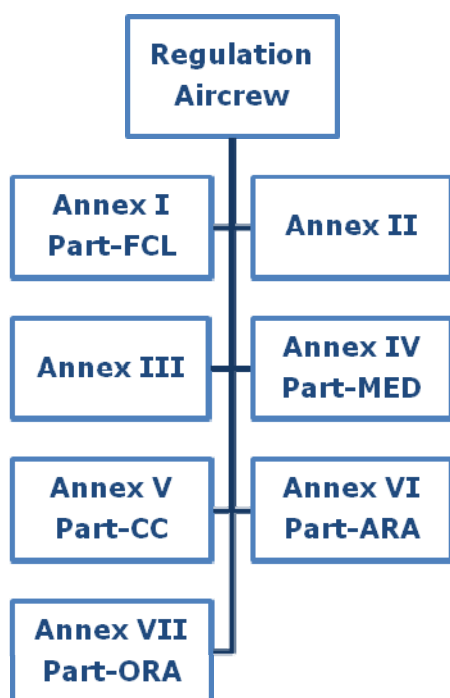 Regulation
Aircrew
Annex I
Part-FCL
Annex II
Annex III
Annex IV
Part-MED
Annex V
Part-CC
Annex VI
Part-ARA
Annex VII
Part-ORA